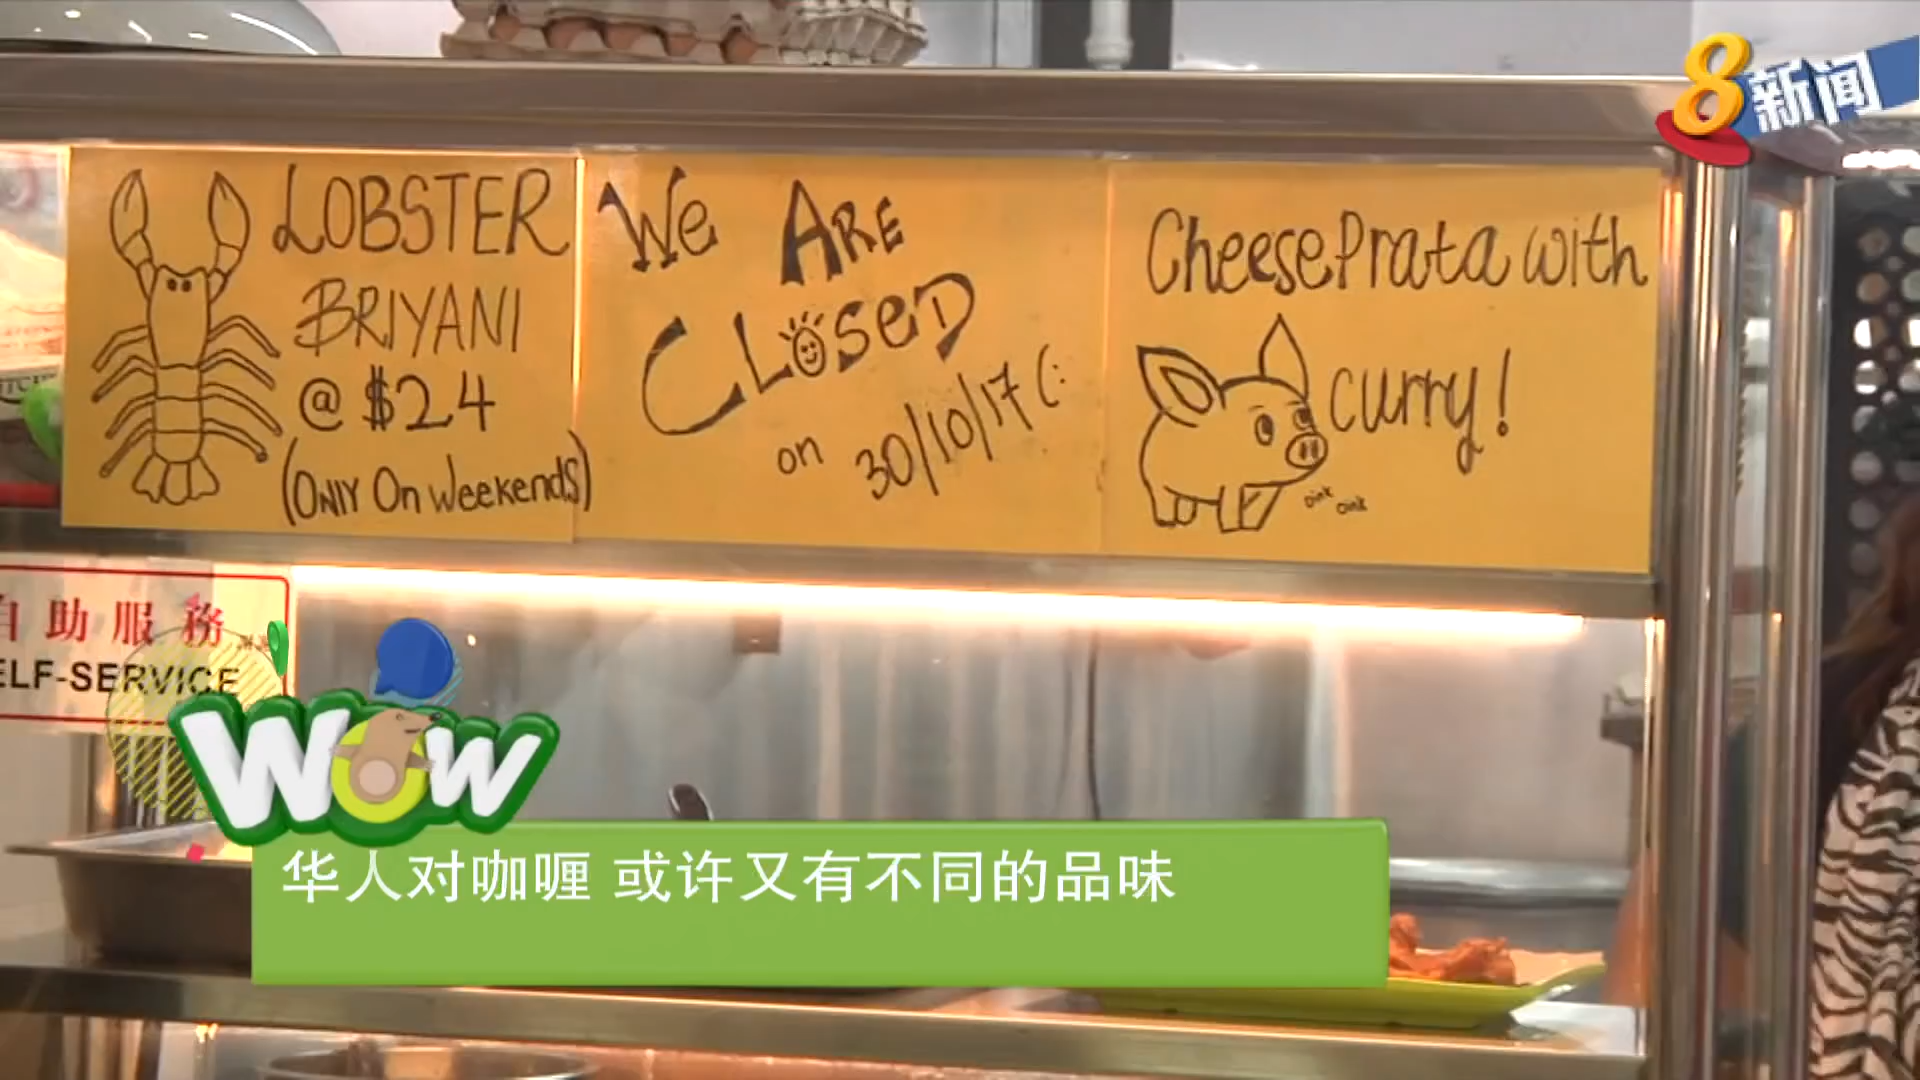 8新闻
LOBSTER
BRIYANI
@ $24
(ONLY On Weekends)
We ARE
CLOSED
on 30/10/17 (:
Cheese Prata with
curry!
oink oink
自助服務
ELF-SERVICE
WOW
华人对咖喱 或许又有不同的品味